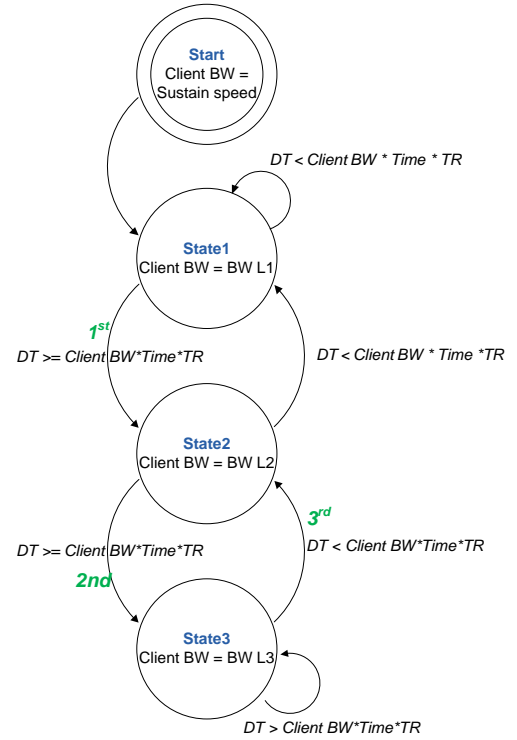 Start
Client BW =
Sustain speed
DT < Client BW * Time * TR
State1
Client BW = BW L1
1st
DT >= Client BW*Time*TR
DT < Client BW * Time *TR
State2
Client BW = BW L2
3rd
DT >= Client BW*Time*TR
DT < Client BW*Time*TR
2nd
State3
Client BW = BW L3
DT > Client BW*Time*TR